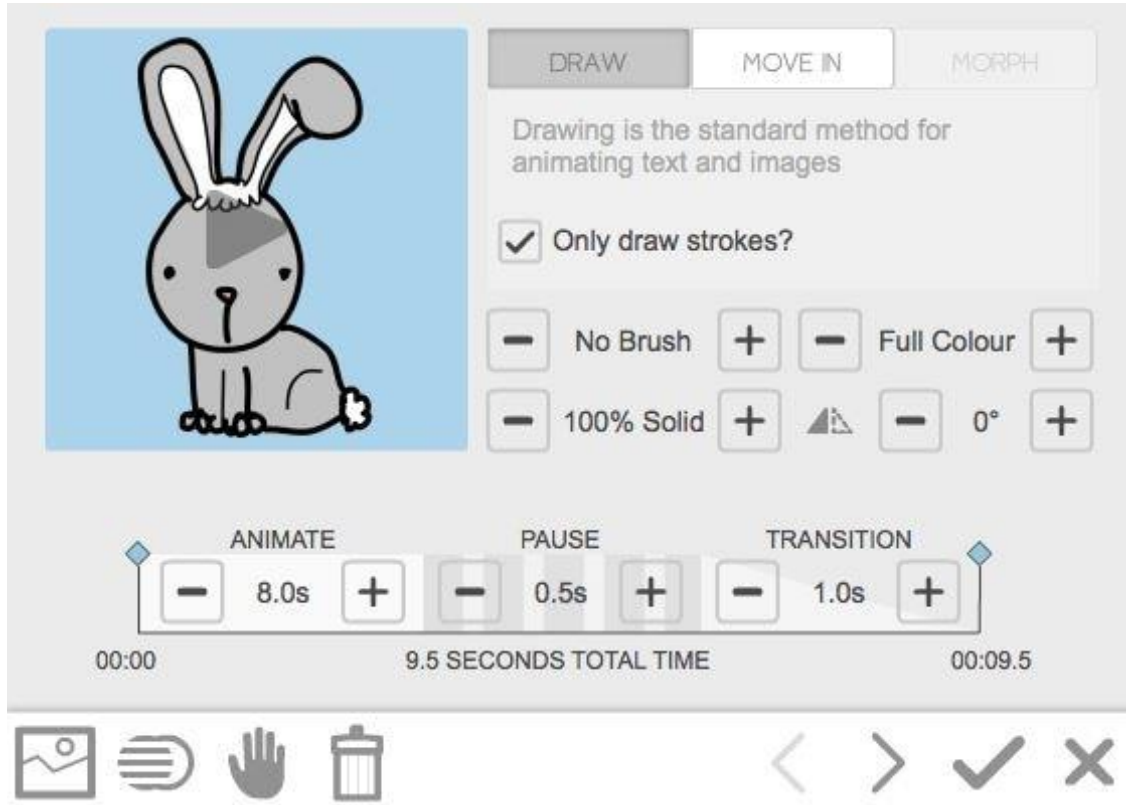 DRAW MOVE IN MORPH
Drawing is the standard method for
animating text and images
Only draw strokes?
No Brush Full Colour
100% Solid 0°
ANIMATE PAUSE TRANSITION
8.0s 0.5s 1.0s
00:00 9.5 SECONDS TOTAL TIME 00:09.5